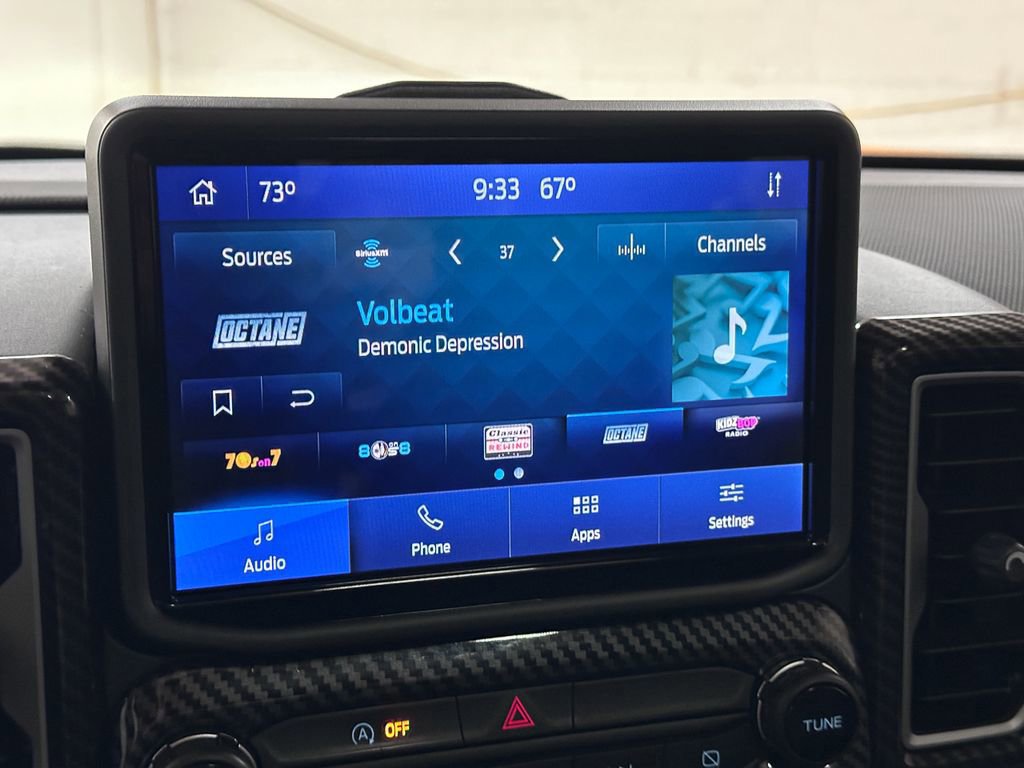 73° 9:33 67°
Sources SiriusXM 37 Channels
OCTANE
Volbeat
Demonic Depression
70s on 7 80s on 8 Classic REWIND OCTANE KIDZ BOP RADIO
Audio Phone Apps Settings
A OFF TUNE